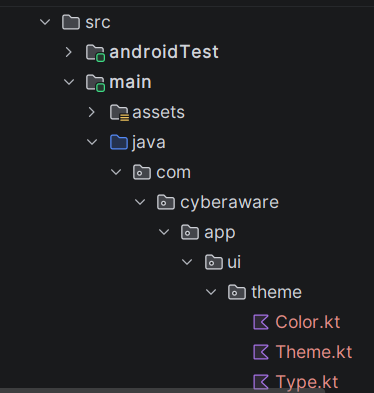 src
androidTest
main
assets
java
com
cyberaware
app
ui
theme
Color.kt
Theme.kt
Type.kt